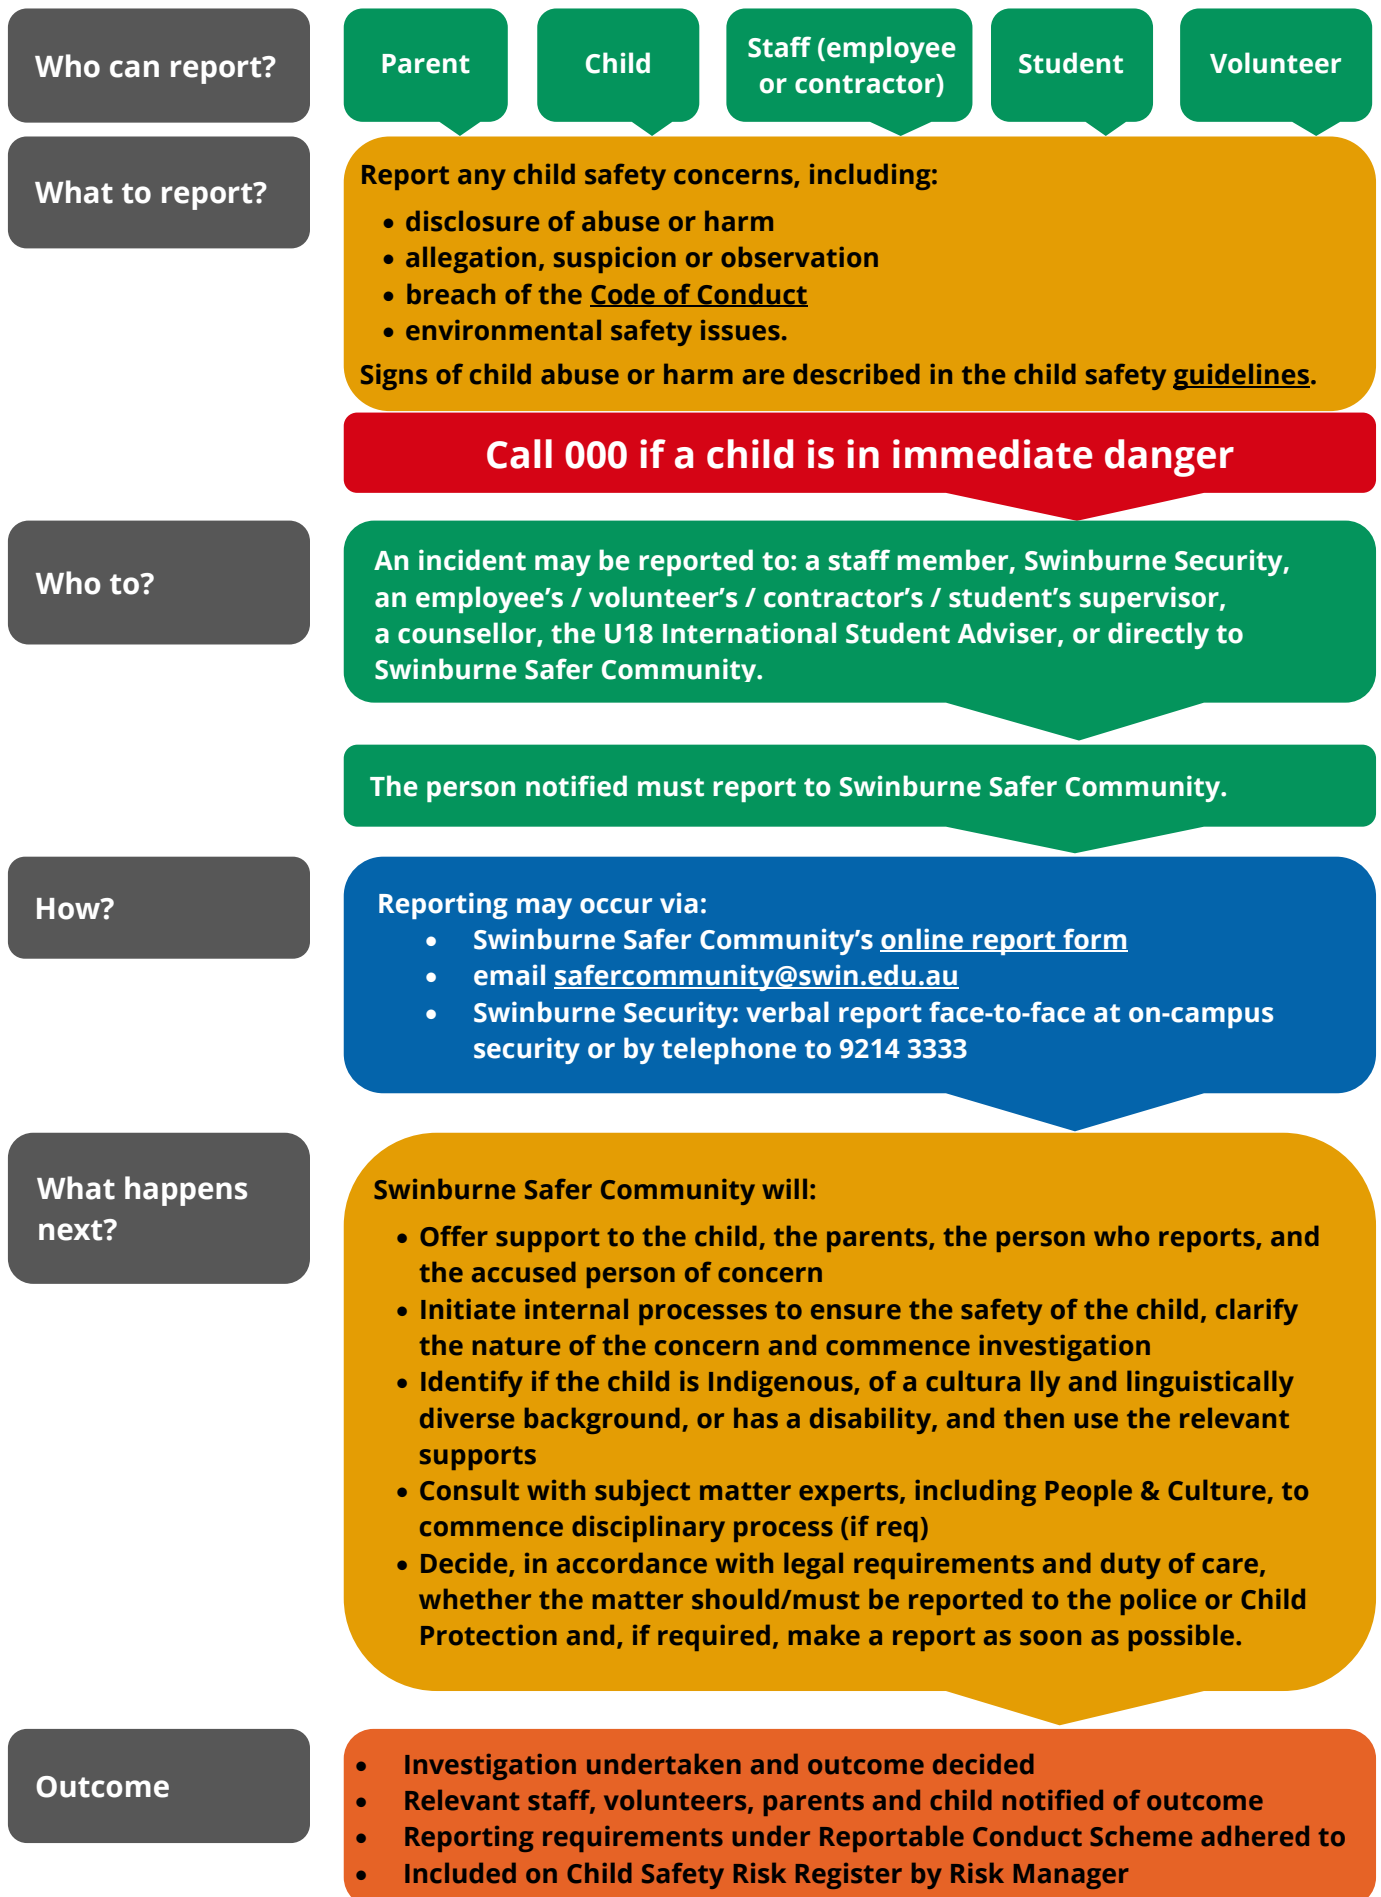 Who can report?
Parent
Child
Staff (employee
or contractor)
Student
Volunteer
What to report?
Report any child safety concerns, including:
• disclosure of abuse or harm
• allegation, suspicion or observation
• breach of the Code of Conduct
• environmental safety issues.
Signs of child abuse or harm are described in the child safety guidelines.
Call 000 if a child is in immediate danger
Who to?
An incident may be reported to: a staff member, Swinburne Security,
an employee’s / volunteer’s / contractor’s / student’s supervisor,
a counsellor, the U18 International Student Adviser, or directly to
Swinburne Safer Community.
The person notified must report to Swinburne Safer Community.
How?
Reporting may occur via:
• Swinburne Safer Community’s online report form
• email safercommunity@swin.edu.au
• Swinburne Security: verbal report face-to-face at on-campus
security or by telephone to 9214 3333
What happens
next?
Swinburne Safer Community will:
• Offer support to the child, the parents, the person who reports, and
the accused person of concern
• Initiate internal processes to ensure the safety of the child, clarify
the nature of the concern and commence investigation
• Identify if the child is Indigenous, of a cultura lly and linguistically
diverse background, or has a disability, and then use the relevant
supports
• Consult with subject matter experts, including People & Culture, to
commence disciplinary process (if req)
• Decide, in accordance with legal requirements and duty of care,
whether the matter should/must be reported to the police or Child
Protection and, if required, make a report as soon as possible.
Outcome
• Investigation undertaken and outcome decided
• Relevant staff, volunteers, parents and child notified of outcome
• Reporting requirements under Reportable Conduct Scheme adhered to
• Included on Child Safety Risk Register by Risk Manager